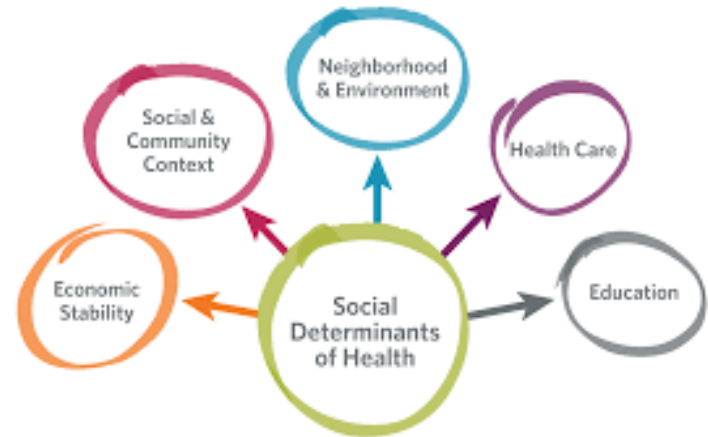 Neighborhood
& Environment
Social &
Community
Context
Health Care
Economic
Stability
Education
Social
Determinants
of Health